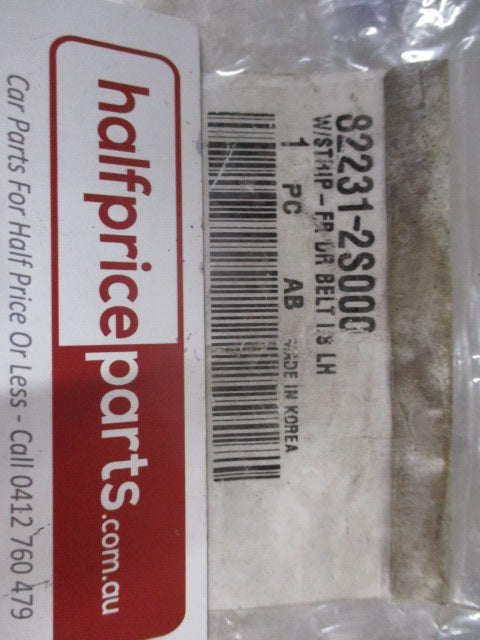 halfpriceparts.com.au
Car Parts For Half Price Or Less - Call 0412 760 479
82231-2S000
W/STRIP-FR DR BELT I/S LH
1 PC AB MADE IN KOREA